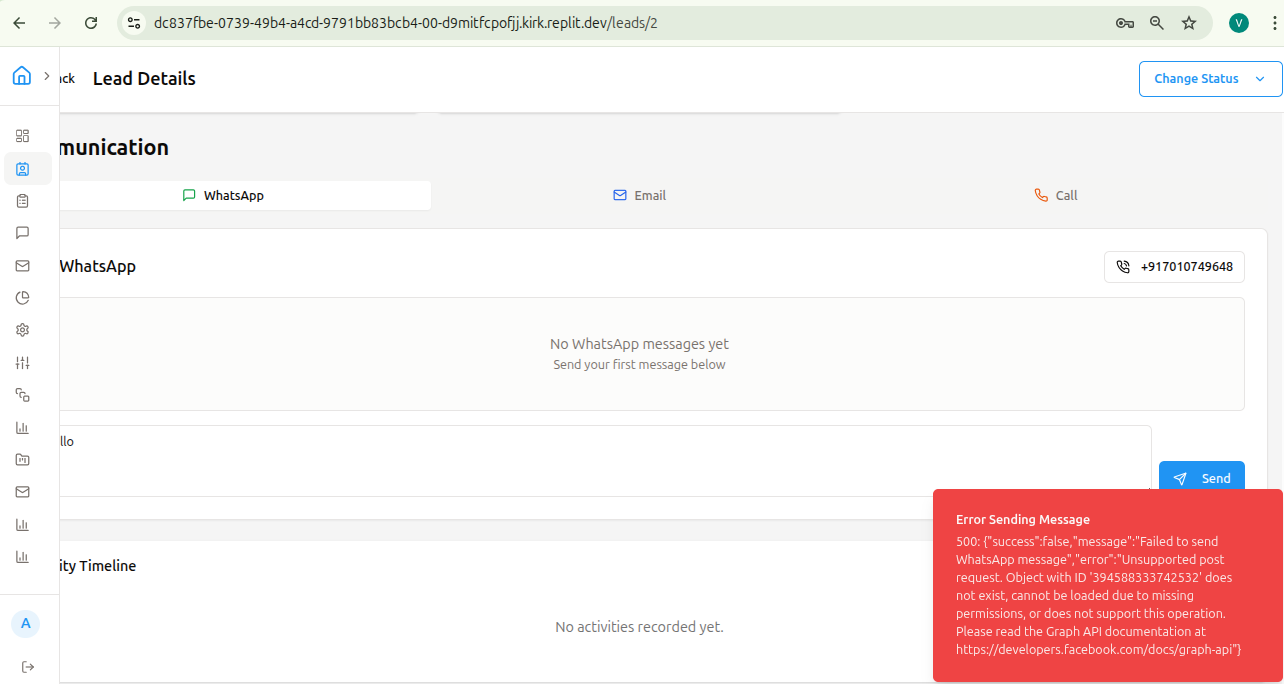 dc837fbe-0739-49b4-a4cd-9791bb83bcb4-00-d9mitfcpofjj.kirk.replit.dev/leads/2
V
ck Lead Details
Change Status
munication
WhatsApp
Email
Call
WhatsApp
+917010749648
No WhatsApp messages yet
Send your first message below
llo
Send
Error Sending Message
500: {"success":false,"message":"Failed to send
WhatsApp message","error":"Unsupported post
request. Object with ID '394588333742532' does
not exist, cannot be loaded due to missing
permissions, or does not support this operation.
Please read the Graph API documentation at
https://developers.facebook.com/docs/graph-api"}
ity Timeline
No activities recorded yet.
A